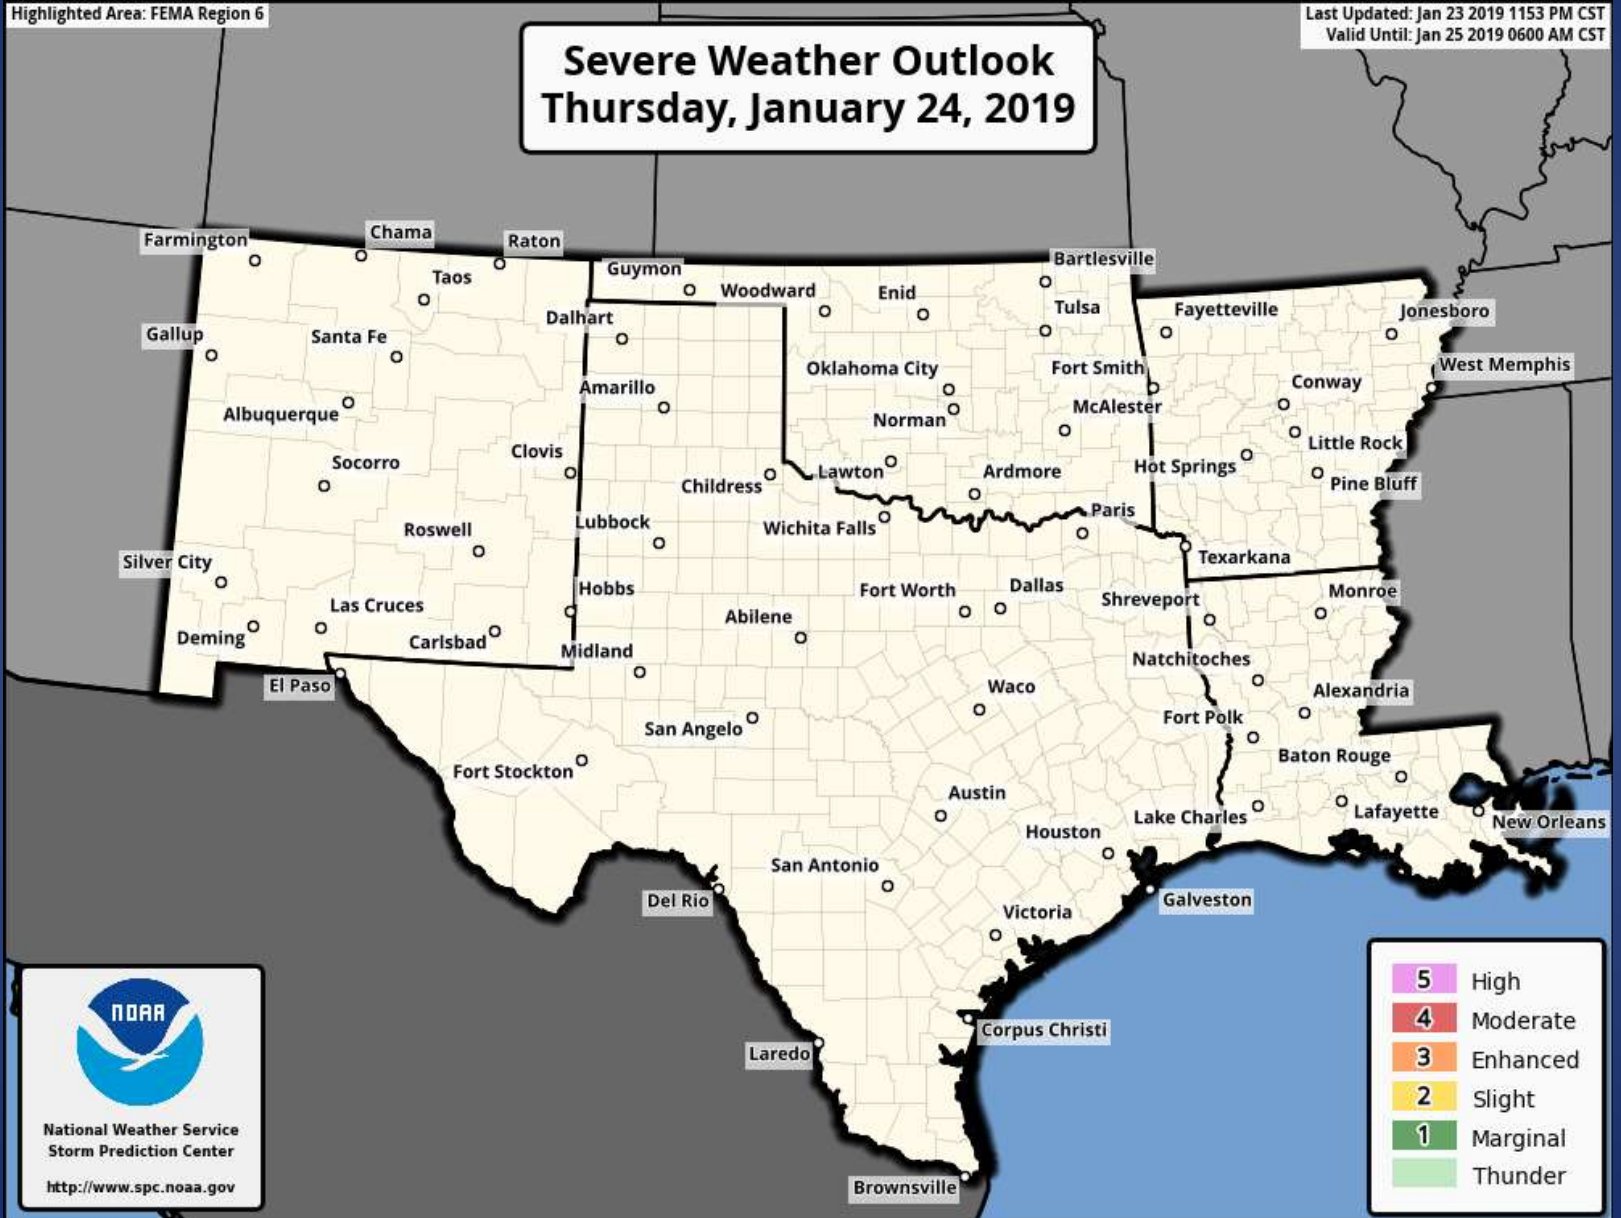 Highlighted Area: FEMA Region 6
Last Updated: Jan 23 2019 1153 PM CST
Valid Until: Jan 25 2019 0600 AM CST
Severe Weather Outlook
Thursday, January 24, 2019
Farmington
Chama
Raton
Taos
Guymon
Woodward
Enid
Bartlesville
Tulsa
Fayetteville
Jonesboro
Gallup
Santa Fe
Dalhart
West Memphis
Amarillo
Oklahoma City
Fort Smith
Conway
Albuquerque
Norman
McAlester
Little Rock
Socorro
Clovis
Childress
Lawton
Ardmore
Hot Springs
Pine Bluff
Roswell
Lubbock
Wichita Falls
Paris
Texarkana
Silver City
Las Cruces
Hobbs
Fort Worth
Dallas
Shreveport
Monroe
Deming
Carlsbad
Abilene
Midland
Natchitoches
El Paso
Waco
Alexandria
San Angelo
Fort Polk
Fort Stockton
Baton Rouge
Austin
Houston
Lake Charles
Lafayette
New Orleans
San Antonio
Del Rio
Victoria
Galveston
Corpus Christi
Laredo
Brownsville
NOAA
National Weather Service
Storm Prediction Center
http://www.spc.noaa.gov
5 High
4 Moderate
3 Enhanced
2 Slight
1 Marginal
Thunder